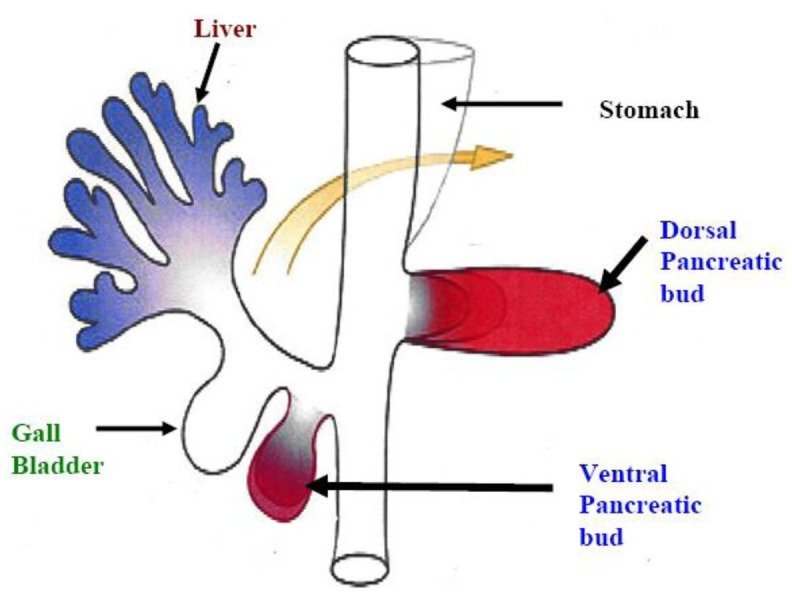 Liver
Stomach
Dorsal
Pancreatic
bud
Gall
Bladder
Ventral
Pancreatic
bud